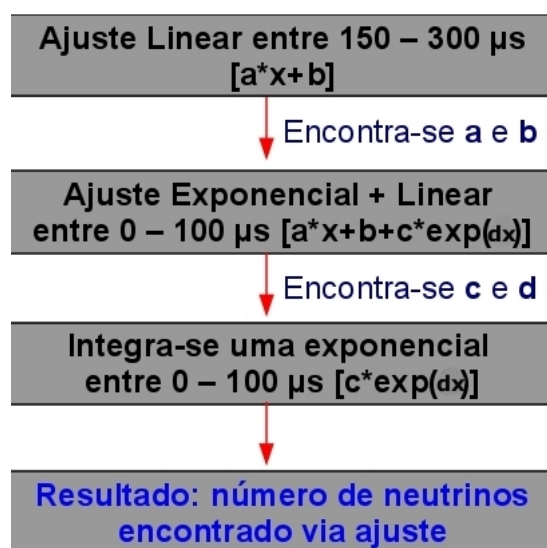 Ajuste Linear entre 150 – 300 µs
[a*x+b]
Encontra-se a e b
Ajuste Exponencial + Linear
entre 0 – 100 µs [a*x+b+c*exp(dx)]
Encontra-se c e d
Integra-se uma exponencial
entre 0 – 100 µs [c*exp(dx)]
Resultado: número de neutrinos
encontrado via ajuste